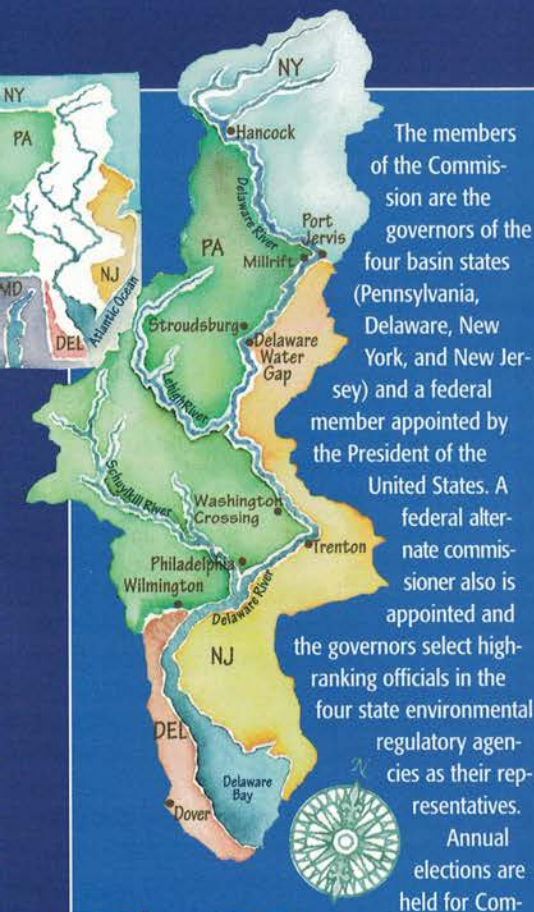 NY
PA
NJ
MD
DEL
Atlantic Ocean
NY
Hancock
Delaware River
PA
Port
Jervis
Millrift
Stroudsburg
Delaware
Water
Gap
Lehigh River
Schuylkill River
Washington
Crossing
Trenton
Philadelphia
Wilmington
Delaware River
NJ
DEL
Delaware
Bay
Dover
N
The members
of the Commis-
sion are the
governors of the
four basin states
(Pennsylvania,
Delaware, New
York, and New Jer-
sey) and a federal
member appointed by
the President of the
United States. A
federal alter-
nate commis-
sioner also is
appointed and
the governors select high-
ranking officials in the
four state environmental
regulatory agen-
cies as their rep-
resentatives.
Annual
elections are
held for Com-